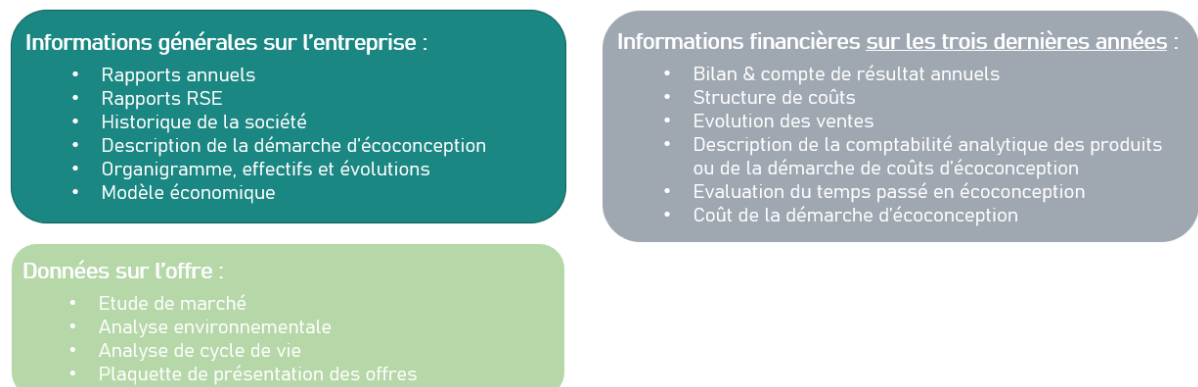 Informations générales sur l'entreprise :
• Rapports annuels
• Rapports RSE
• Historique de la société
• Description de la démarche d'écoconception
• Organigramme, effectifs et évolutions
• Modèle économique
Informations financières sur les trois dernières années :
• Bilan & compte de résultat annuels
• Structure de coûts
• Evolution des ventes
• Description de la comptabilité analytique des produits
ou de la démarche de coûts d'écoconception
• Evaluation du temps passé en écoconception
• Coût de la démarche d'écoconception
Données sur l'offre :
• Etude de marché
• Analyse environnementale
• Analyse de cycle de vie
• Plaquette de présentation des offres